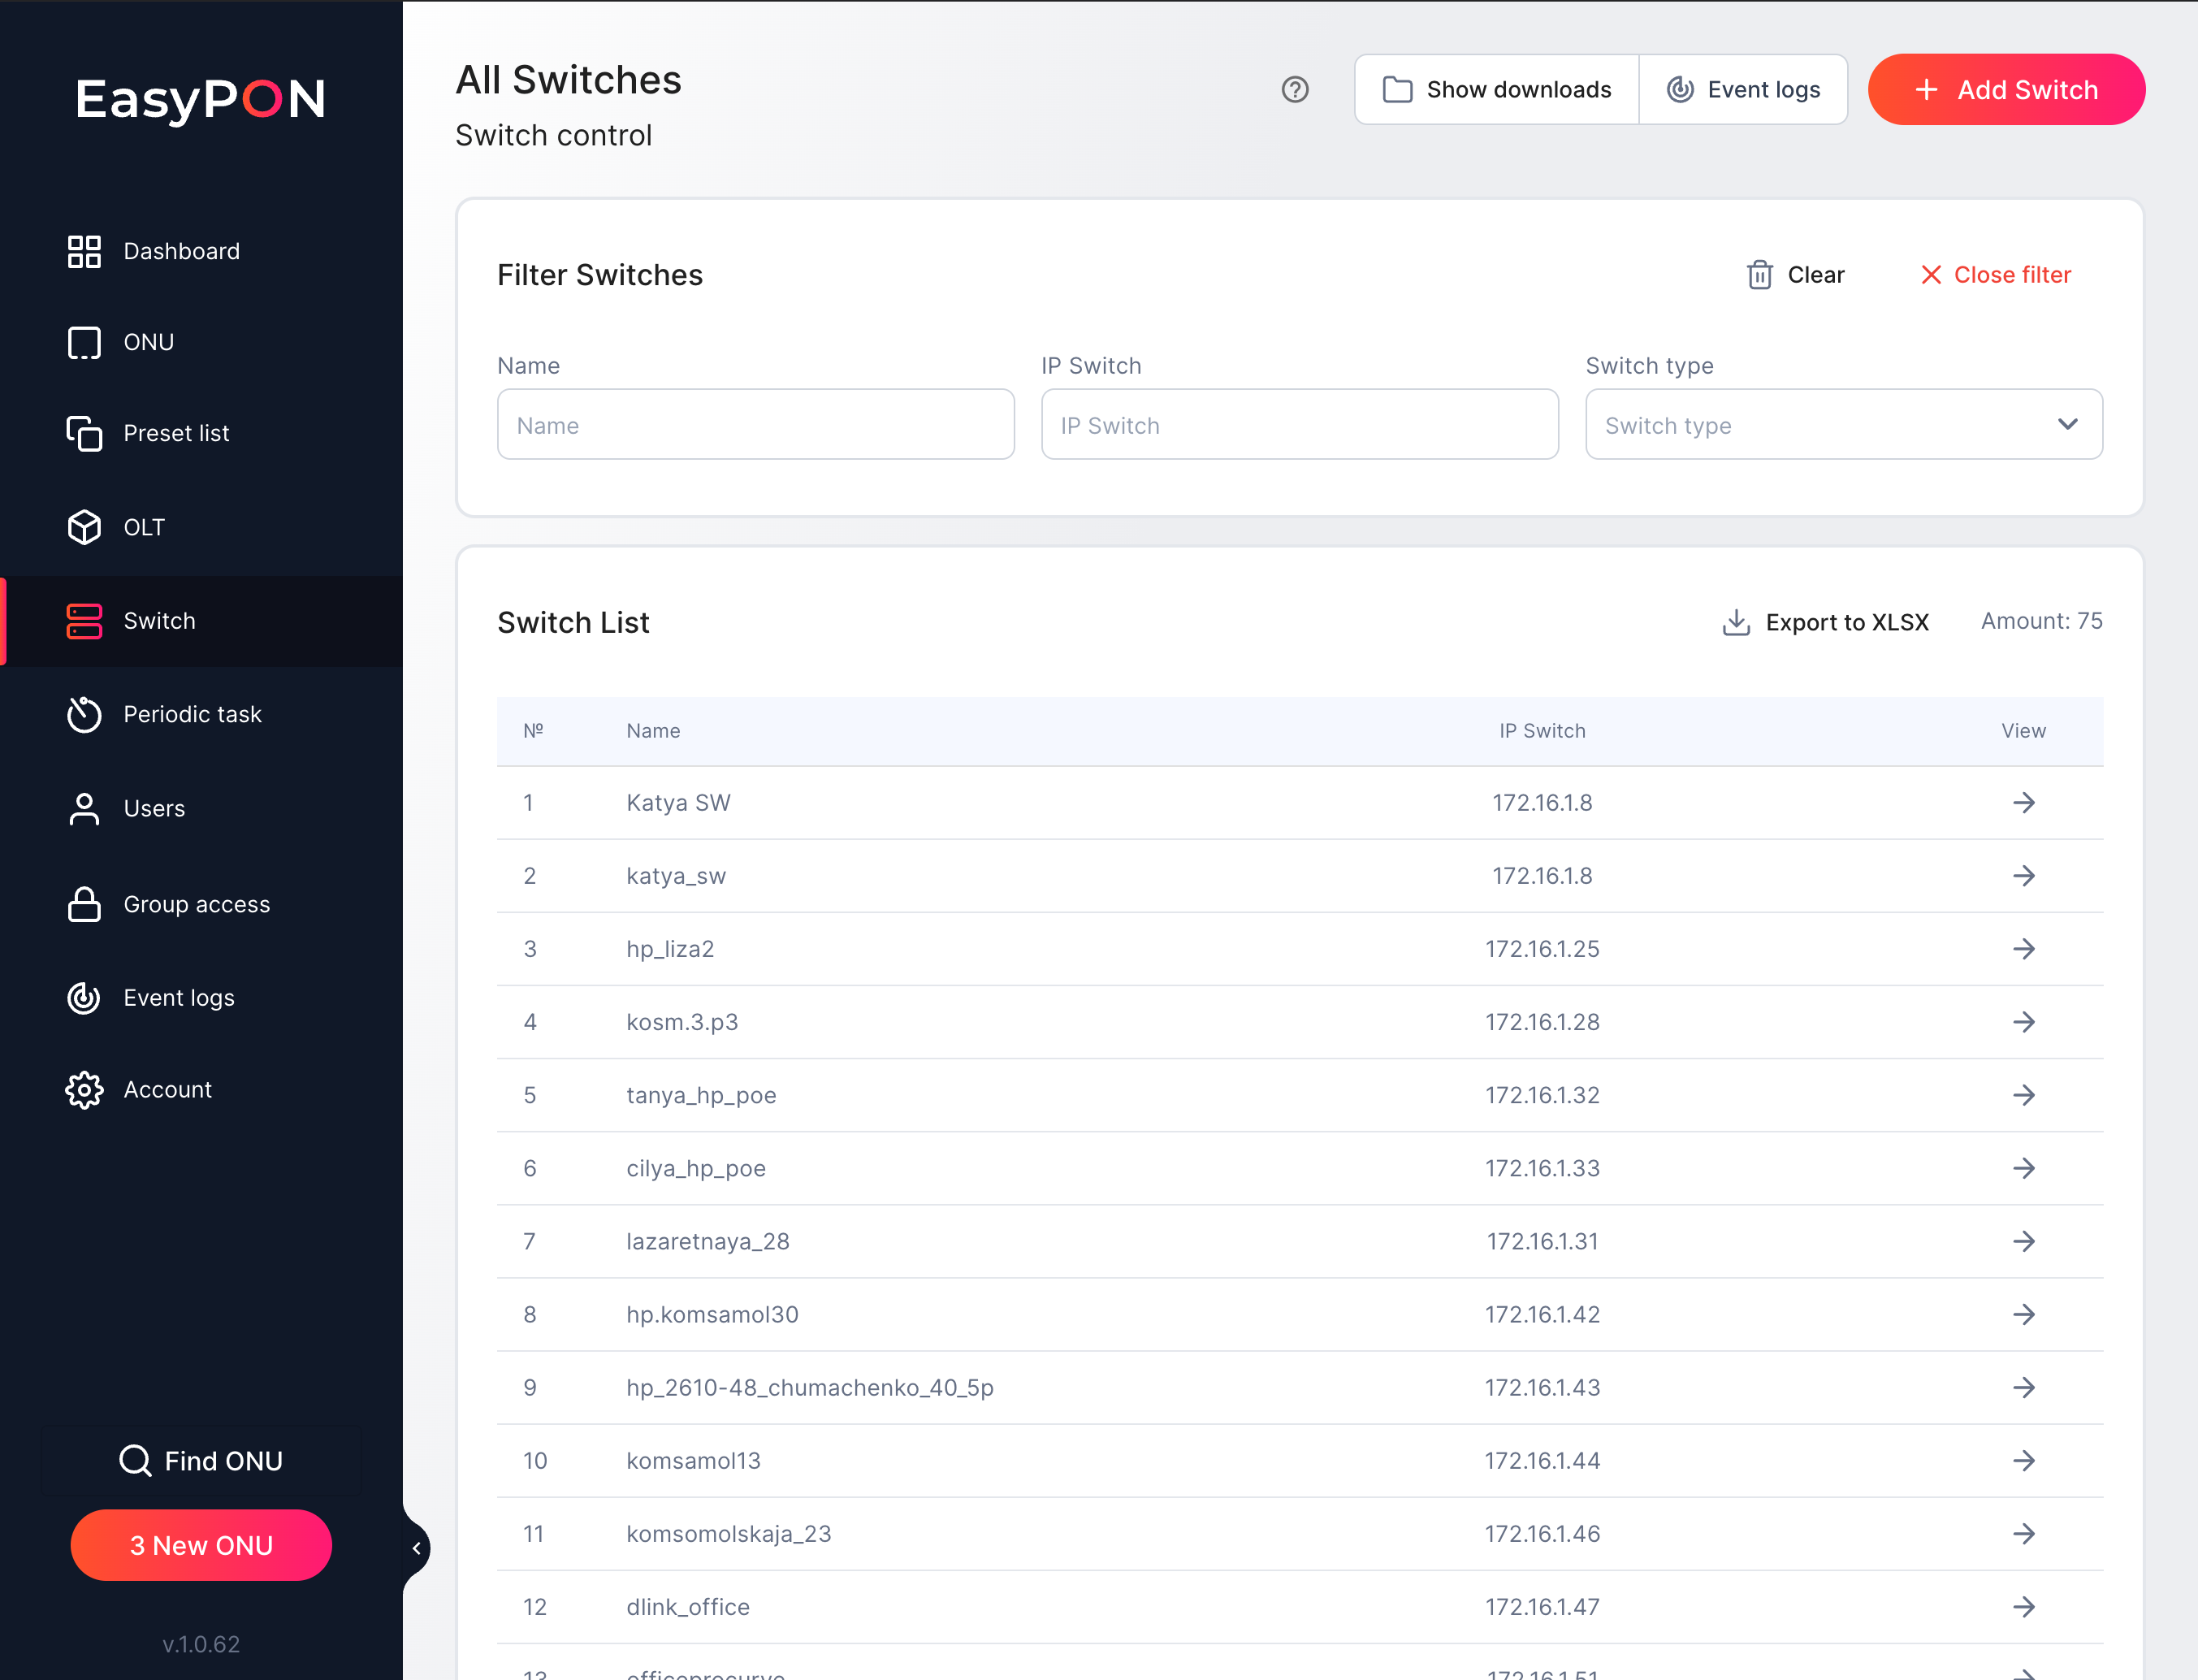 EasyPON
Dashboard
ONU
Preset list
OLT
Switch
Periodic task
Users
Group access
Event logs
Account
Find ONU
3 New ONU
v.1.0.62
All Switches
Switch control
Show downloads
Event logs
+ Add Switch
Filter Switches
Clear
Close filter
Name
IP Switch
Switch type
Name
IP Switch
Switch type
Switch List
Export to XLSX
Amount: 75
№ Name IP Switch View
1 Katya SW 172.16.1.8
2 katya_sw 172.16.1.8
3 hp_liza2 172.16.1.25
4 kosm.3.p3 172.16.1.28
5 tanya_hp_poe 172.16.1.32
6 cilya_hp_poe 172.16.1.33
7 lazaretnaya_28 172.16.1.31
8 hp.komsamol30 172.16.1.42
9 hp_2610-48_chumachenko_40_5p 172.16.1.43
10 komsamol13 172.16.1.44
11 komsomolskaja_23 172.16.1.46
12 dlink_office 172.16.1.47
13 officeprocurve 172.16.1.51